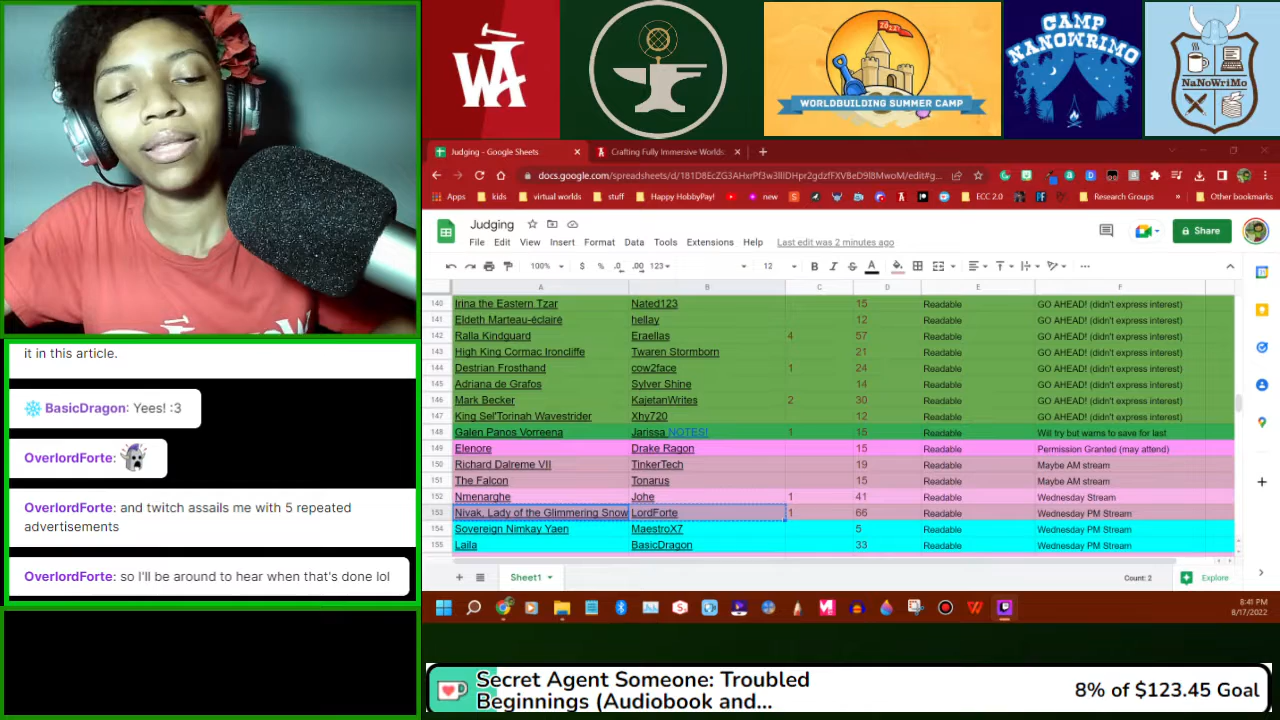 it in this article.
BasicDragon: Yees! :3
OverlordForte:
OverlordForte: and twitch assails me with 5 repeated
advertisements
OverlordForte: so I'll be around to hear when that's done lol
WA
2022
WORLDBUILDING SUMMER CAMP
CAMP
NANOWRIMO
NaNoWriMo
Judging - Google Sheets
Crafting Fully Immersive Worlds:
Apps kids virtual worlds stuff Happy HobbyPay! new ECC 2.0 Research Groups » Other bookmarks
Judging
File Edit View Insert Format Data Tools Extensions Help Last edit was 2 minutes ago
Share
100% $ % .0 .00 123 12 B I S A
A B C D E F
140 Irina the Eastern Tzar Nated123 15 Readable GO AHEAD! (didn't express interest)
141 Eldeth Marteau-éclairé hellay 12 Readable GO AHEAD! (didn't express interest)
142 Ralla Kindguard Eraellas 4 57 Readable GO AHEAD! (didn't express interest)
143 High King Cormac Ironcliffe Twaren Stormborn 21 Readable GO AHEAD! (didn't express interest)
144 Destrian Frosthand cow2face 1 24 Readable GO AHEAD! (didn't express interest)
145 Adriana de Grafos Sylver Shine 14 Readable GO AHEAD! (didn't express interest)
146 Mark Becker KajetanWrites 2 30 Readable GO AHEAD! (didn't express interest)
147 King Sel'Torinah Wavestrider Xhy720 12 Readable GO AHEAD! (didn't express interest)
148 Galen Panos Vorreena Jarissa NOTES! 1 15 Readable Will try but warns to save for last
149 Elenore Drake Ragon 15 Readable Permission Granted (may attend)
150 Richard Dalreme VII TinkerTech 19 Readable Maybe AM stream
151 The Falcon Tonarus 15 Readable Maybe AM stream
152 Nmenarghe Johe 1 41 Readable Wednesday Stream
153 Nivak, Lady of the Glimmering Snow LordForte 1 66 Readable Wednesday PM Stream
154 Sovereign Nimkay Yaen MaestroX7 5 Readable Wednesday PM Stream
155 Laila BasicDragon 33 Readable Wednesday PM Stream
Sheet1 Count: 2 Explore
8:41 PM
8/17/2022
Secret Agent Someone: Troubled
Beginnings (Audiobook and...
8% of $123.45 Goal